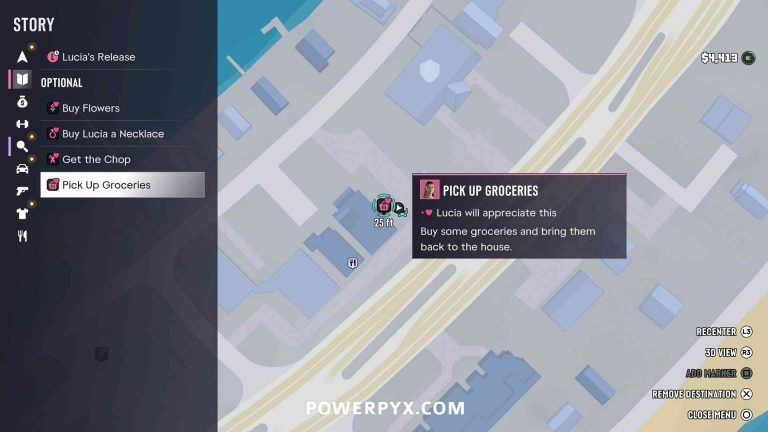 STORY
Lucia's Release
OPTIONAL
Buy Flowers
Buy Lucia a Necklace
Get the Chop
Pick Up Groceries
$4,413
25 ft
PICK UP GROCERIES
Lucia will appreciate this
Buy some groceries and bring them
back to the house.
RECENTER L3
3D VIEW R3
ADD MARKER
REMOVE DESTINATION
CLOSE MENU
POWERPYX.COM